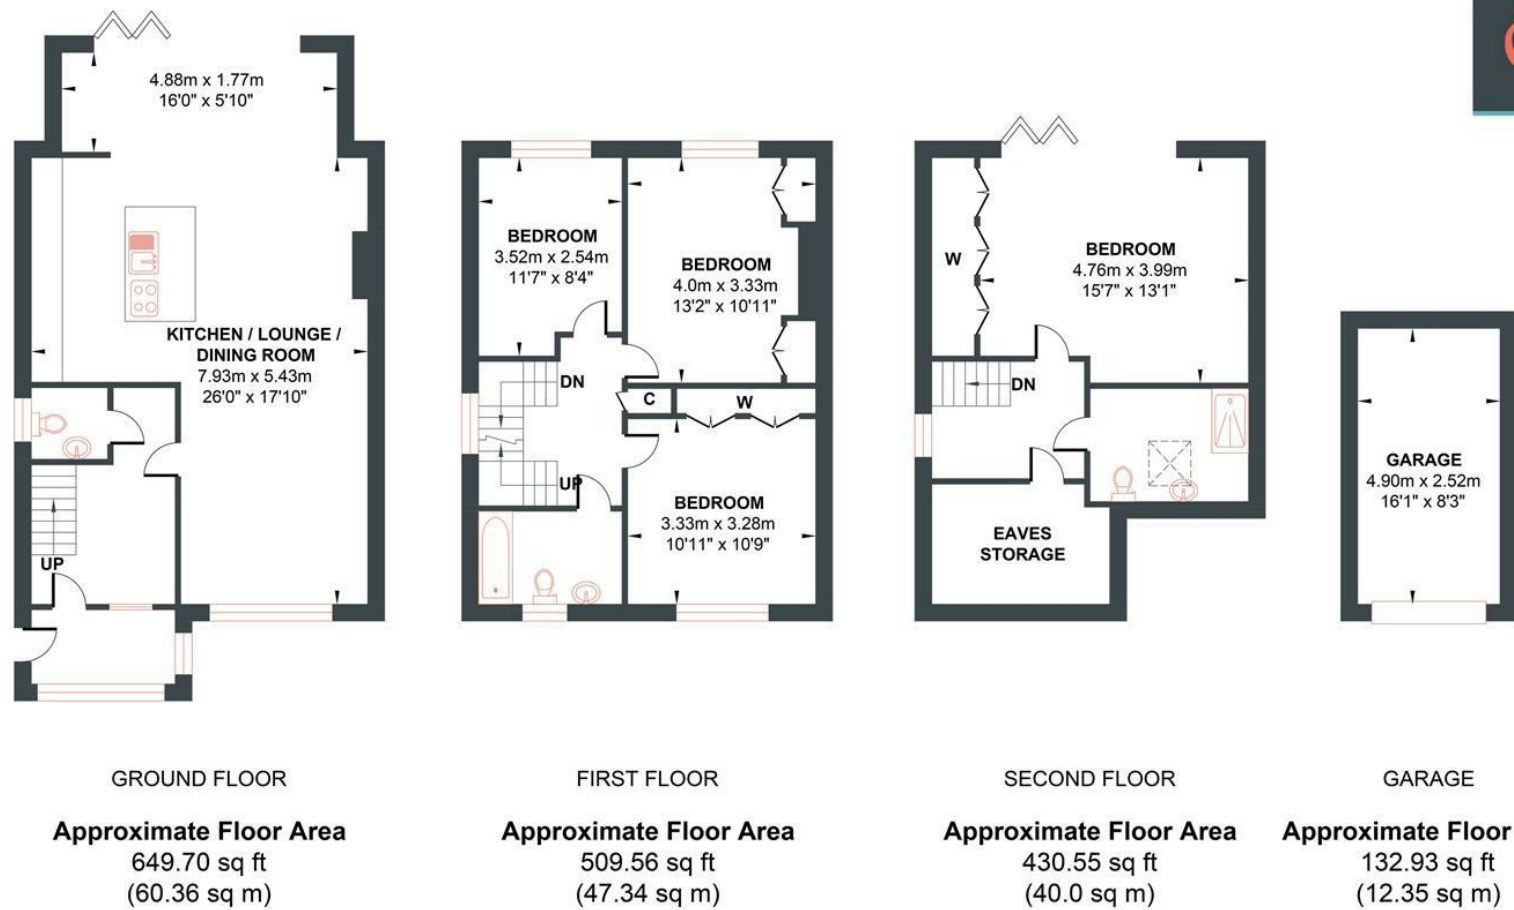 4.88m x 1.77m
16'0" x 5'10"
KITCHEN / LOUNGE /
DINING ROOM
7.93m x 5.43m
26'0" x 17'10"
UP
BEDROOM
3.52m x 2.54m
11'7" x 8'4"
BEDROOM
4.0m x 3.33m
13'2" x 10'11"
DN
C
W
UP
BEDROOM
3.33m x 3.28m
10'11" x 10'9"
W
BEDROOM
4.76m x 3.99m
15'7" x 13'1"
DN
EAVES
STORAGE
GARAGE
4.90m x 2.52m
16'1" x 8'3"
GROUND FLOOR
Approximate Floor Area
649.70 sq ft
(60.36 sq m)
FIRST FLOOR
Approximate Floor Area
509.56 sq ft
(47.34 sq m)
SECOND FLOOR
Approximate Floor Area
430.55 sq ft
(40.0 sq m)
GARAGE
Approximate Floor
132.93 sq ft
(12.35 sq m)